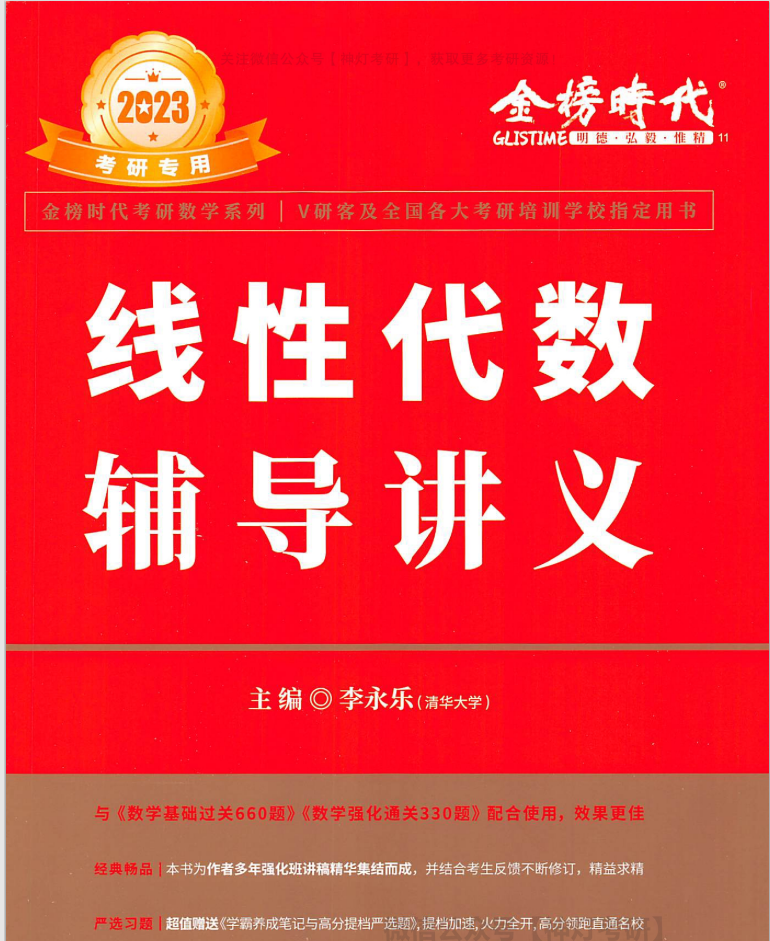 关注微信公众号【神灯考研】，获取更多考研资源
2023
考研专用
金榜時代®
GLISTIME 明德·弘毅·惟精 11
金榜时代考研数学系列 | V研客及全国各大考研培训学校指定用书
线性代数
辅导讲义
主编◎李永乐(清华大学)
与《数学基础过关660题》《数学强化通关330题》配合使用，效果更佳
经典畅品 | 本书为作者多年强化班讲稿精华集结而成，并结合考生反馈不断修订，精益求精
严选习题 | 超值赠送《学霸养成笔记与高分提档严选题》,提档加速,火力全开,高分领跑直通名校